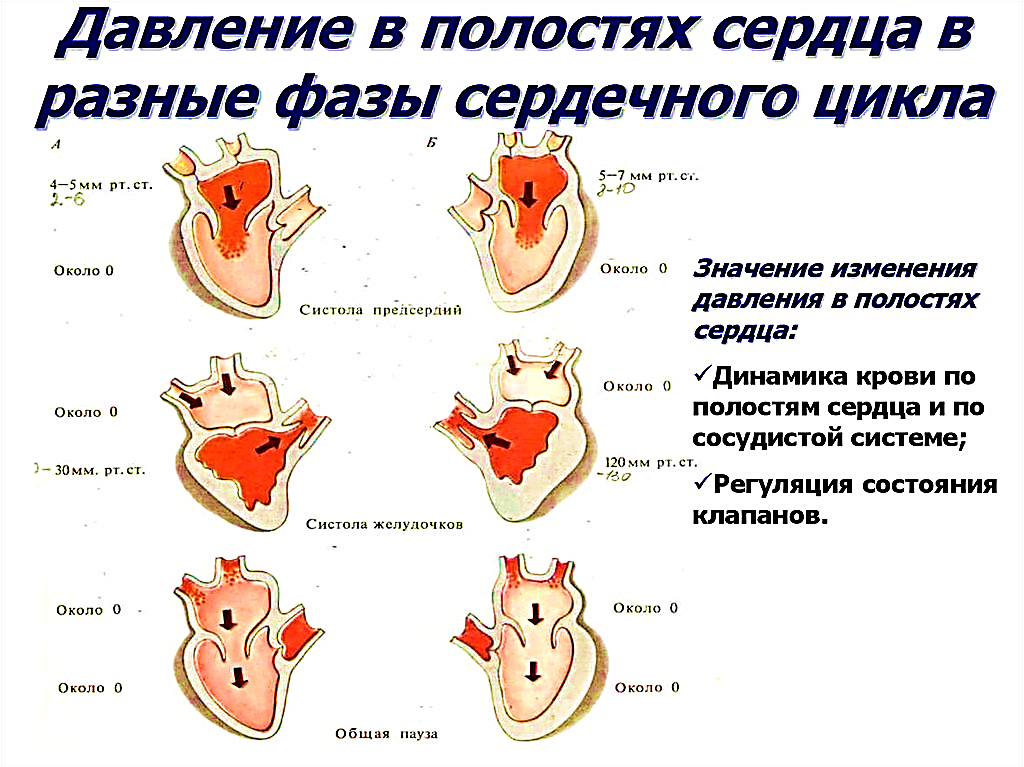 Давление в полостях сердца в
разные фазы сердечного цикла
А
Б
4—5 мм рт. ст.
2-6
5—7 мм рт. ст.
8-10
Около 0
Около 0
Систола предсердий
Значение изменения
давления в полостях
сердца:
Динамика крови по
полостям сердца и по
сосудистой системе;
Регуляция состояния
клапанов.
Около 0
Около 0
30мм. рт. ст.
120мм рт. ст.
-130
Систола желудочков
Около 0
Около 0
Около 0
Около 0
Общая пауза